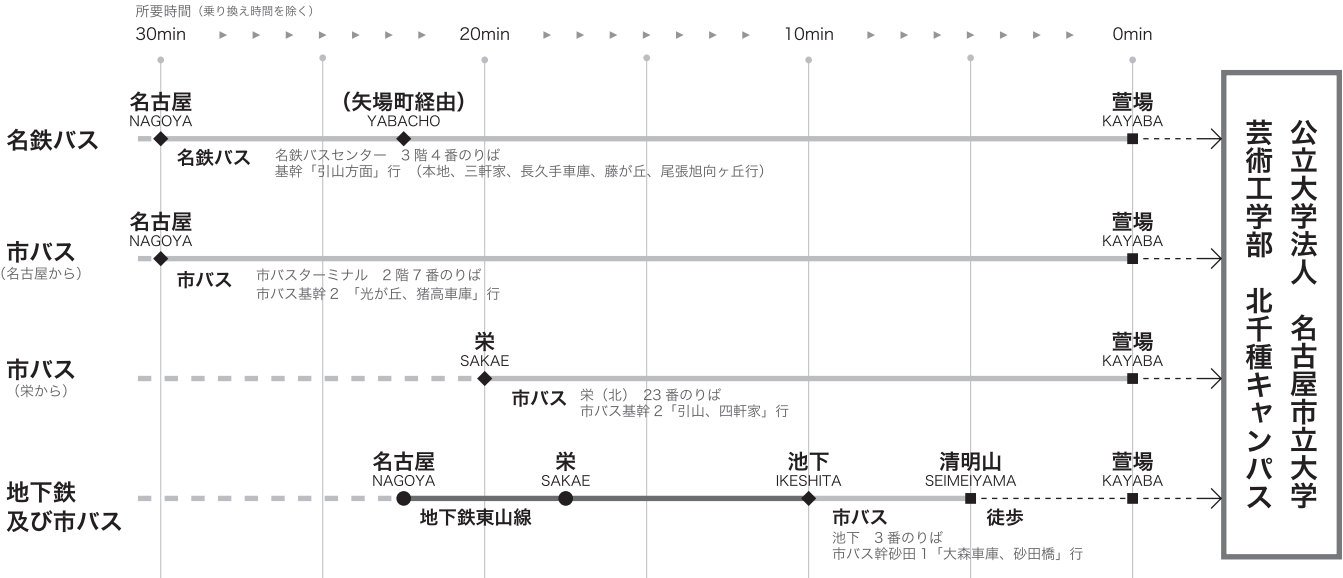 所要時間（乗り換え時間を除く）
30min 20min 10min 0min
名鉄バス
名古屋
NAGOYA
（矢場町経由）
YABACHO
萱場
KAYABA
名鉄バス
名鉄バスセンター　3 階 4 番のりば
基幹「引山方面」行　（本地、三軒家、長久手車庫、藤が丘、尾張旭向ヶ丘行）
市バス
（名古屋から）
名古屋
NAGOYA
萱場
KAYABA
市バス
市バスターミナル　2 階 7 番のりば
市バス基幹 2　「光が丘、猪高車庫」行
市バス
（栄から）
栄
SAKAE
萱場
KAYABA
市バス
栄（北）　23 番のりば
市バス基幹 2「引山、四軒家」行
地下鉄
及び市バス
名古屋
NAGOYA
栄
SAKAE
池下
IKESHITA
清明山
SEIMEIYAMA
萱場
KAYABA
地下鉄東山線
市バス
池下　3 番のりば
市バス幹砂田 1「大森車庫、砂田橋」行
徒歩
公立大学法人　名古屋市立大学
芸術工学部　北千種キャンパス